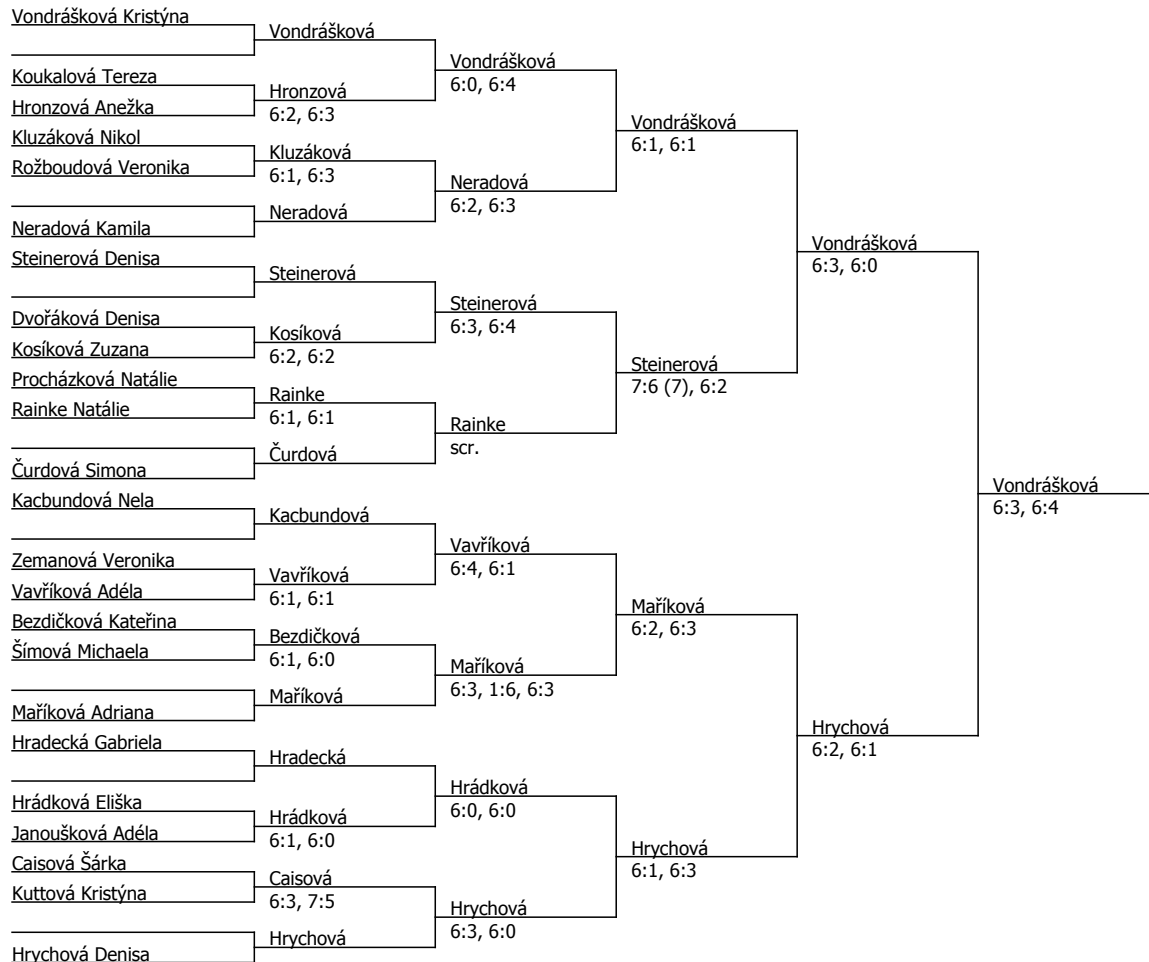 Vondrášková Kristýna
Koukalová Tereza
Hronzová Anežka
Kluzáková Nikol
Rožboudová Veronika
Neradová Kamila
Steinerová Denisa
Dvořáková Denisa
Kosíková Zuzana
Procházková Natálie
Rainke Natálie
Čurdová Simona
Kacbundová Nela
Zemanová Veronika
Vavříková Adéla
Bezdičková Kateřina
Šímová Michaela
Maříková Adriana
Hradecká Gabriela
Hrádková Eliška
Janoušková Adéla
Caisová Šárka
Kuttová Kristýna
Hrychová Denisa
Vondrášková
Hronzová
6:2, 6:3
Kluzáková
6:1, 6:3
Neradová
Steinerová
Kosíková
6:2, 6:2
Rainke
6:1, 6:1
Čurdová
Kacbundová
Vavříková
6:1, 6:1
Bezdičková
6:1, 6:0
Maříková
Hradecká
Hrádková
6:1, 6:0
Caisová
6:3, 7:5
Hrychová
Vondrášková
6:0, 6:4
Neradová
6:2, 6:3
Steinerová
6:3, 6:4
Rainke
scr.
Vavříková
6:4, 6:1
Maříková
6:3, 1:6, 6:3
Hrádková
6:0, 6:0
Hrychová
6:3, 6:0
Vondrášková
6:1, 6:1
Steinerová
7:6 (7), 6:2
Maříková
6:2, 6:3
Hrychová
6:1, 6:3
Vondrášková
6:3, 6:0
Hrychová
6:2, 6:1
Vondrášková
6:3, 6:4